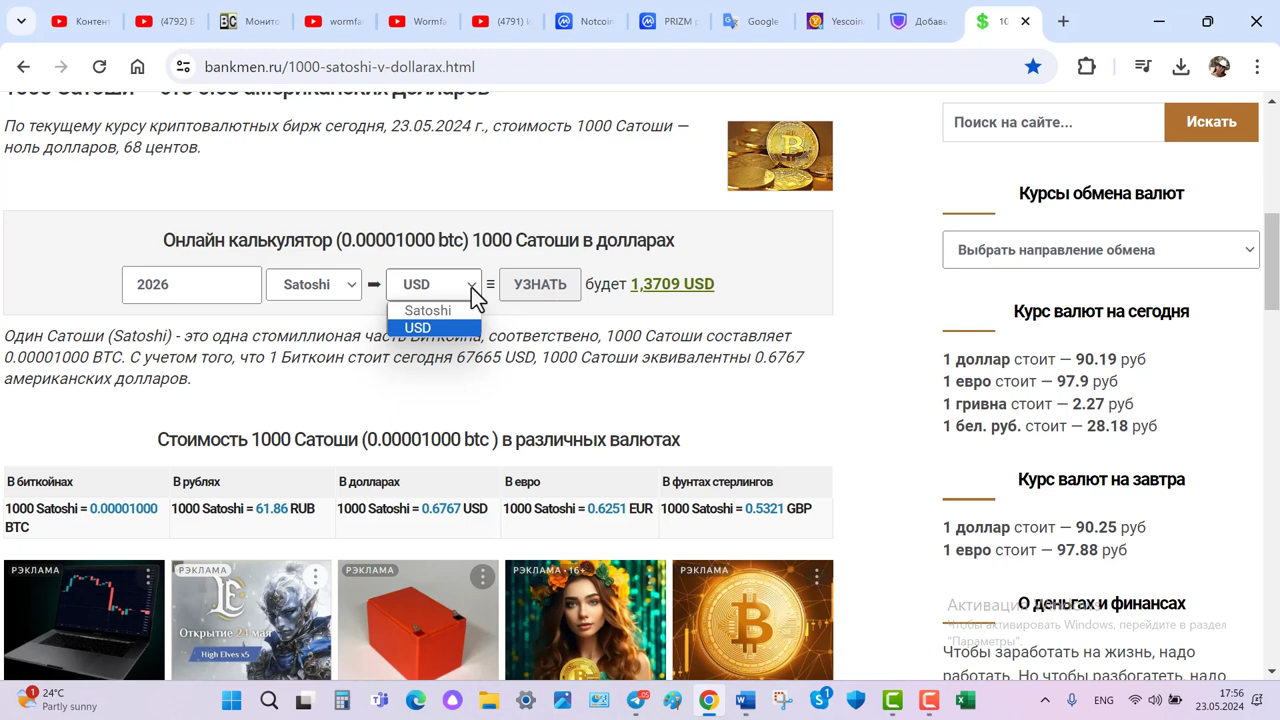 Контент
(4792) В
Монито
wormfa
Wormfa
(4791) I
Notcoin
PRIZM р
Google
Yescoin
Добавь
10
bankmen.ru/1000-satoshi-v-dollarax.html
По текущему курсу криптовалютных бирж сегодня, 23.05.2024 г., стоимость 1000 Сатоши —
ноль долларов, 68 центов.
Онлайн калькулятор (0.00001000 btc) 1000 Сатоши в долларах
2026 Satoshi ➡ USD = УЗНАТЬ будет 1,3709 USD
Satoshi
USD
Один Сатоши (Satoshi) - это одна стомиллионная часть Биткоина, соответственно, 1000 Сатоши составляет
0.00001000 BTC. С учетом того, что 1 Биткоин стоит сегодня 67665 USD, 1000 Сатоши эквивалентны 0.6767
американских долларов.
Стоимость 1000 Сатоши (0.00001000 btc ) в различных валютах
В биткойнах В рублях В долларах В евро В фунтах стерлингов
1000 Satoshi = 0.00001000 BTC
1000 Satoshi = 61.86 RUB
1000 Satoshi = 0.6767 USD
1000 Satoshi = 0.6251 EUR
1000 Satoshi = 0.5321 GBP
РЭКЛАМА
РЭКЛАМА
РЭКЛАМА
РЭКЛАМА • 16+
РЭКЛАМА
Открытие 24 мая
High Elves x5
Поиск на сайте... Искать
Курсы обмена валют
Выбрать направление обмена
Курс валют на сегодня
1 доллар стоит — 90.19 руб
1 евро стоит — 97.9 руб
1 гривна стоит — 2.27 руб
1 бел. руб. стоит — 28.18 руб
Курс валют на завтра
1 доллар стоит — 90.25 руб
1 евро стоит — 97.88 руб
О деньгах и финансах
Активация Windows
Чтобы активировать Windows, перейдите в раздел
"Параметры".
Чтобы заработать на жизнь, надо
работать. Но чтобы разбогатеть, надо
1
24°C
Partly sunny
05
1
ENG
17:56
23.05.2024